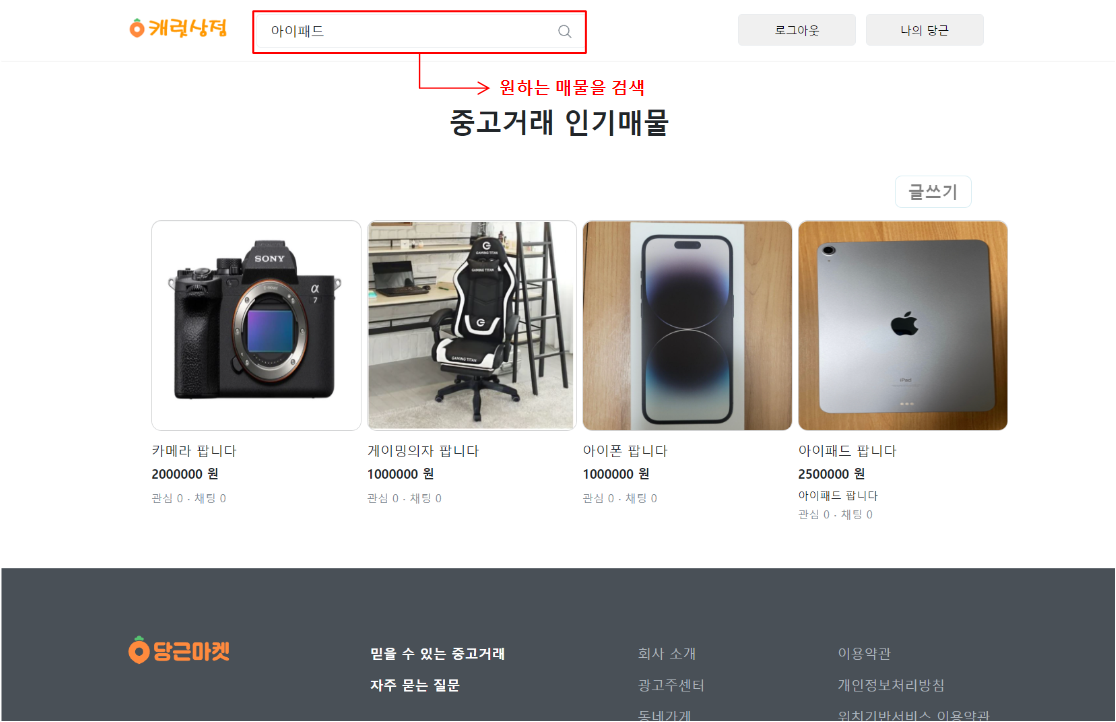 캐럿상점
아이패드
로그아웃
나의 당근
원하는 매물을 검색
중고거래 인기매물
글쓰기
SONY
α
7
GAMING TITAN
GAMING TITAN
iPad
카메라 팝니다
2000000 원
관심 0 · 채팅 0
게이밍의자 팝니다
1000000 원
관심 0 · 채팅 0
아이폰 팝니다
1000000 원
관심 0 · 채팅 0
아이패드 팝니다
2500000 원
아이패드 팝니다
관심 0 · 채팅 0
당근마켓
믿을 수 있는 중고거래
자주 묻는 질문
회사 소개
광고주센터
동네가게
이용약관
개인정보처리방침
위치기반서비스 이용약관